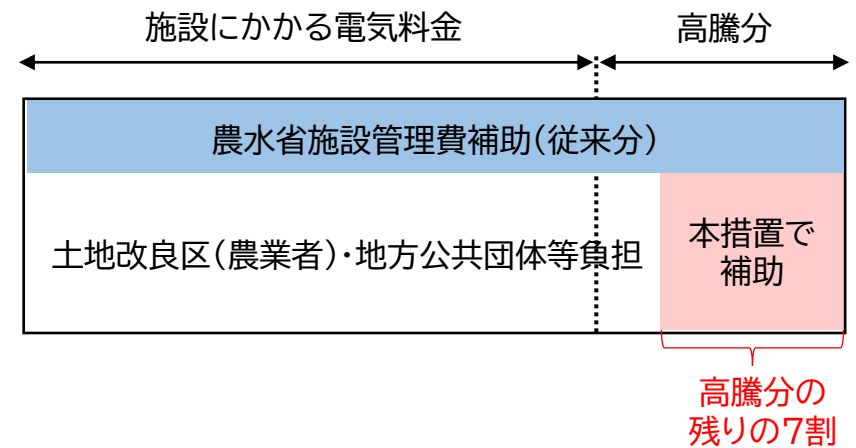 施設にかかる電気料金
高騰分
農水省施設管理費補助(従来分)
土地改良区(農業者)・地方公共団体等負担
本措置で
補助
高騰分の
残りの7割